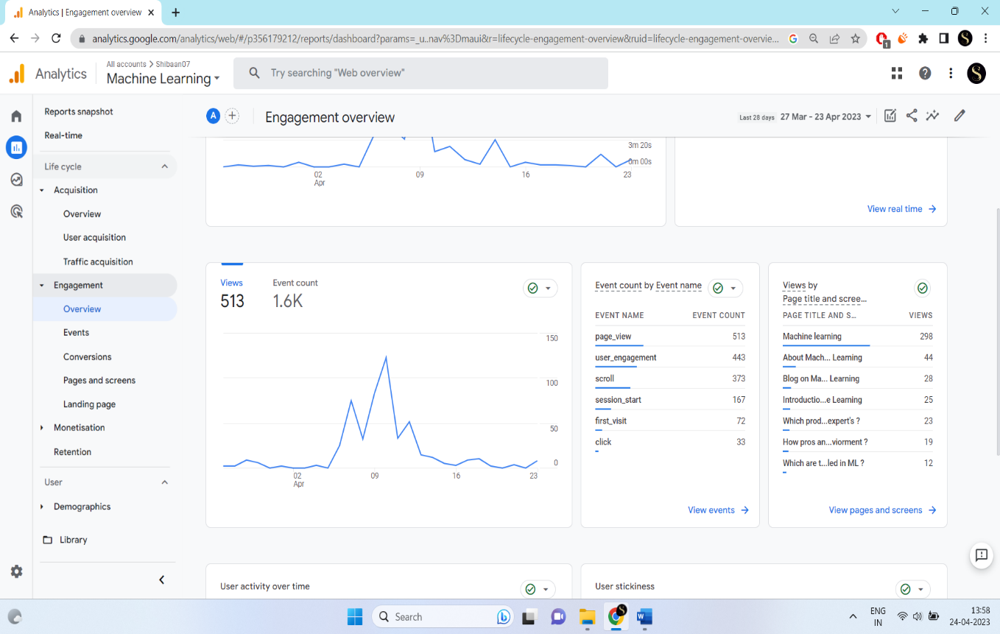 Analytics | Engagement overview
analytics.google.com/analytics/web/#/p356179212/reports/dashboard?params=_u..nav%3Dmaui&r=lifecycle-engagement-overview&ruid=lifecycle-engagement-overvie...
1
S
Analytics
All accounts > Shibaan07
Machine Learning
Try searching "Web overview"
S
Reports snapshot
Real-time
Life cycle
Acquisition
Overview
User acquisition
Traffic acquisition
Engagement
Overview
Events
Conversions
Pages and screens
Landing page
Monetisation
Retention
User
Demographics
Library
A
Engagement overview
Last 28 days 27 Mar - 23 Apr 2023
3m 20s
0m 00s
02 09 16 23
Apr
View real time
Views Event count
513 1.6K
150
100
50
0
02 09 16 23
Apr
Event count by Event name
EVENT NAME EVENT COUNT
page_view 513
user_engagement 443
scroll 373
session_start 167
first_visit 72
click 33
View events
Views by
Page title and scree...
PAGE TITLE AND S... VIEWS
Machine learning 298
About Mach... Learning 44
Blog on Ma... Learning 28
Introductio...e Learning 25
Which prod...expert's ? 23
How pros an...viorment ? 19
Which are t...led in ML ? 12
View pages and screens
User activity over time
User stickiness
Search
ENG
IN
13:58
24-04-2023